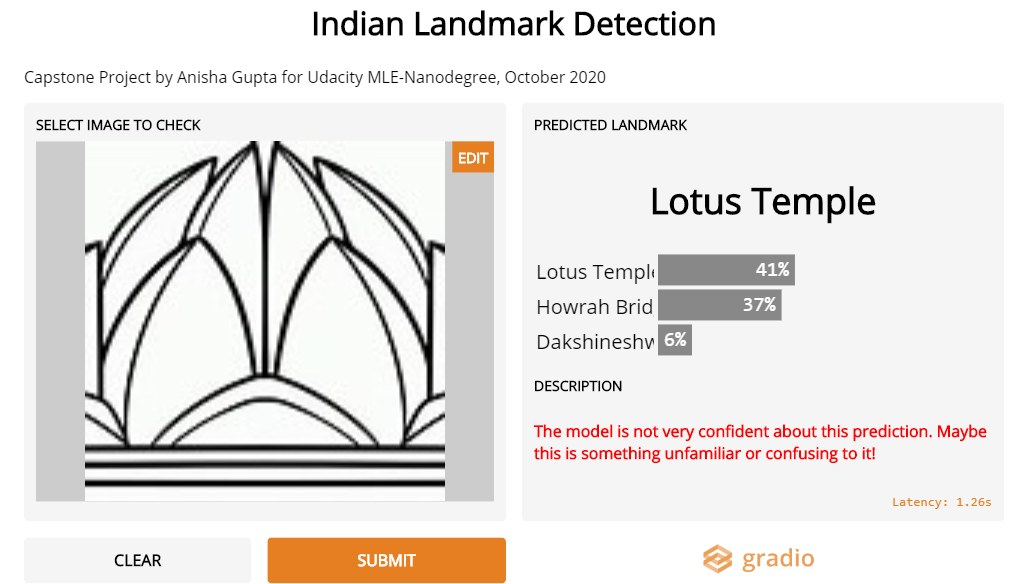 Indian Landmark Detection
Capstone Project by Anisha Gupta for Udacity MLE-Nanodegree, October 2020
SELECT IMAGE TO CHECK
EDIT
PREDICTED LANDMARK
Lotus Temple
Lotus Temple 41%
Howrah Brid 37%
Dakshineshw 6%
DESCRIPTION
The model is not very confident about this prediction. Maybe
this is something unfamiliar or confusing to it!
Latency: 1.26s
CLEAR
SUBMIT
gradio